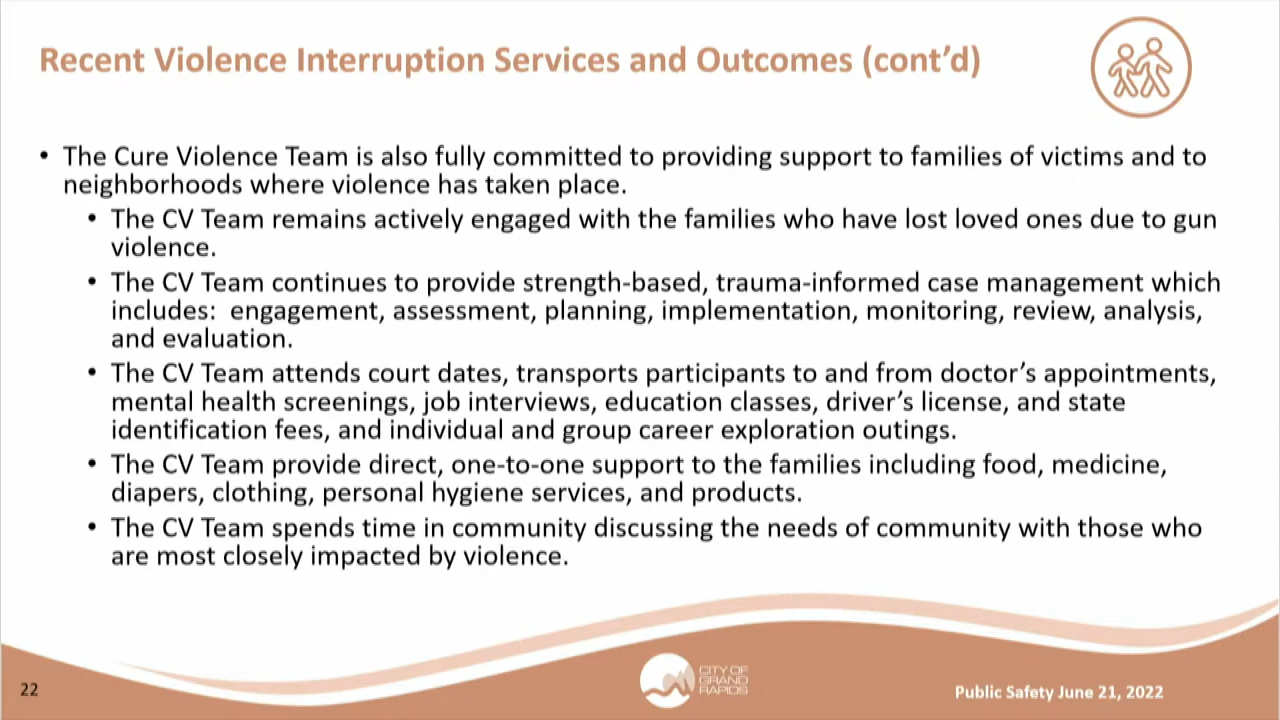 Recent Violence Interruption Services and Outcomes (cont’d)
• The Cure Violence Team is also fully committed to providing support to families of victims and to
neighborhoods where violence has taken place.
• The CV Team remains actively engaged with the families who have lost loved ones due to gun
violence.
• The CV Team continues to provide strength-based, trauma-informed case management which
includes:  engagement, assessment, planning, implementation, monitoring, review, analysis,
and evaluation.
• The CV Team attends court dates, transports participants to and from doctor’s appointments,
mental health screenings, job interviews, education classes, driver’s license, and state
identification fees, and individual and group career exploration outings.
• The CV Team provide direct, one-to-one support to the families including food, medicine,
diapers, clothing, personal hygiene services, and products.
• The CV Team spends time in community discussing the needs of community with those who
are most closely impacted by violence.
22
CITY OF
GRAND
RAPIDS
Public Safety June 21, 2022